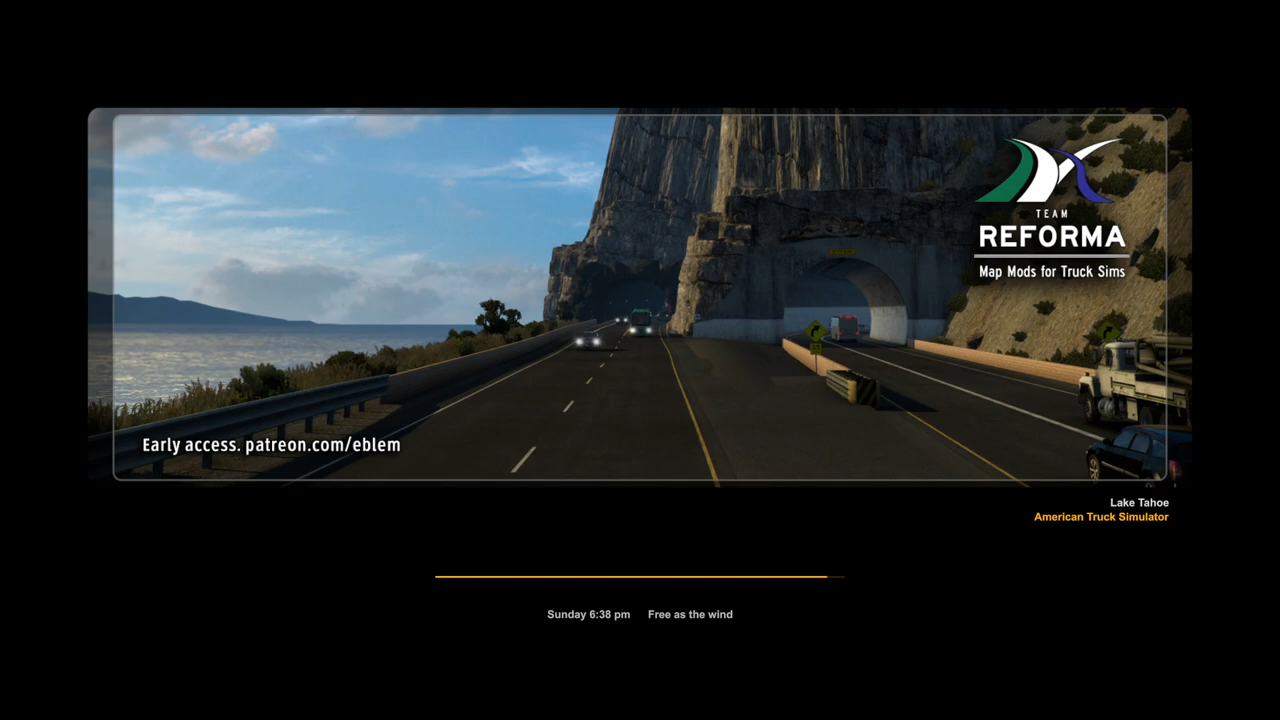 TEAM
REFORMA
Map Mods for Truck Sims
Early access. patreon.com/eblem
Lake Tahoe
American Truck Simulator
Sunday 6:38 pm Free as the wind